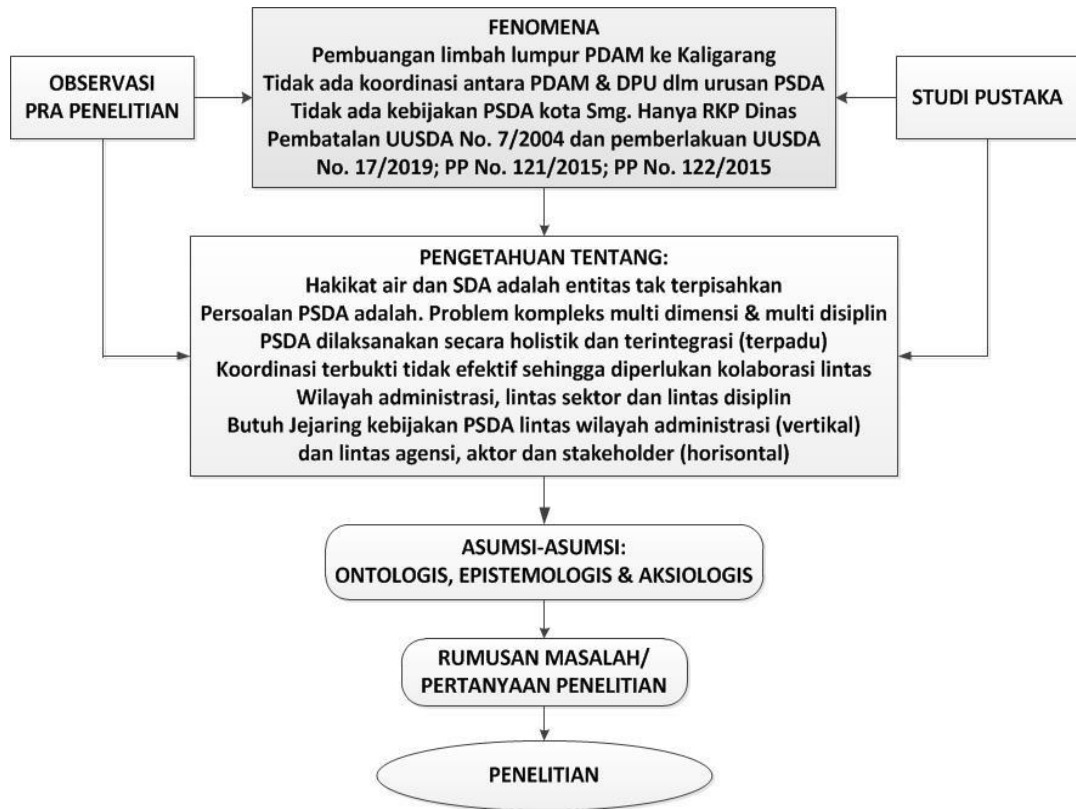 OBSERVASI
PRA PENELITIAN
FENOMENA
Pembuangan limbah lumpur PDAM ke Kaligarang
Tidak ada koordinasi antara PDAM & DPU dlm urusan PSDA
Tidak ada kebijakan PSDA kota Smg. Hanya RKP Dinas
Pembatalan UUSDA No. 7/2004 dan pemberlakuan UUSDA
No. 17/2019; PP No. 121/2015; PP No. 122/2015
STUDI PUSTAKA
PENGETAHUAN TENTANG:
Hakikat air dan SDA adalah entitas tak terpisahkan
Persoalan PSDA adalah. Problem kompleks multi dimensi & multi disiplin
PSDA dilaksanakan secara holistik dan terintegrasi (terpadu)
Koordinasi terbukti tidak efektif sehingga diperlukan kolaborasi lintas
Wilayah administrasi, lintas sektor dan lintas disiplin
Butuh Jejaring kebijakan PSDA lintas wilayah administrasi (vertikal)
dan lintas agensi, aktor dan stakeholder (horisontal)
ASUMSI-ASUMSI:
ONTOLOGIS, EPISTEMOLOGIS & AKSIOLOGIS
RUMUSAN MASALAH/
PERTANYAAN PENELITIAN
PENELITIAN